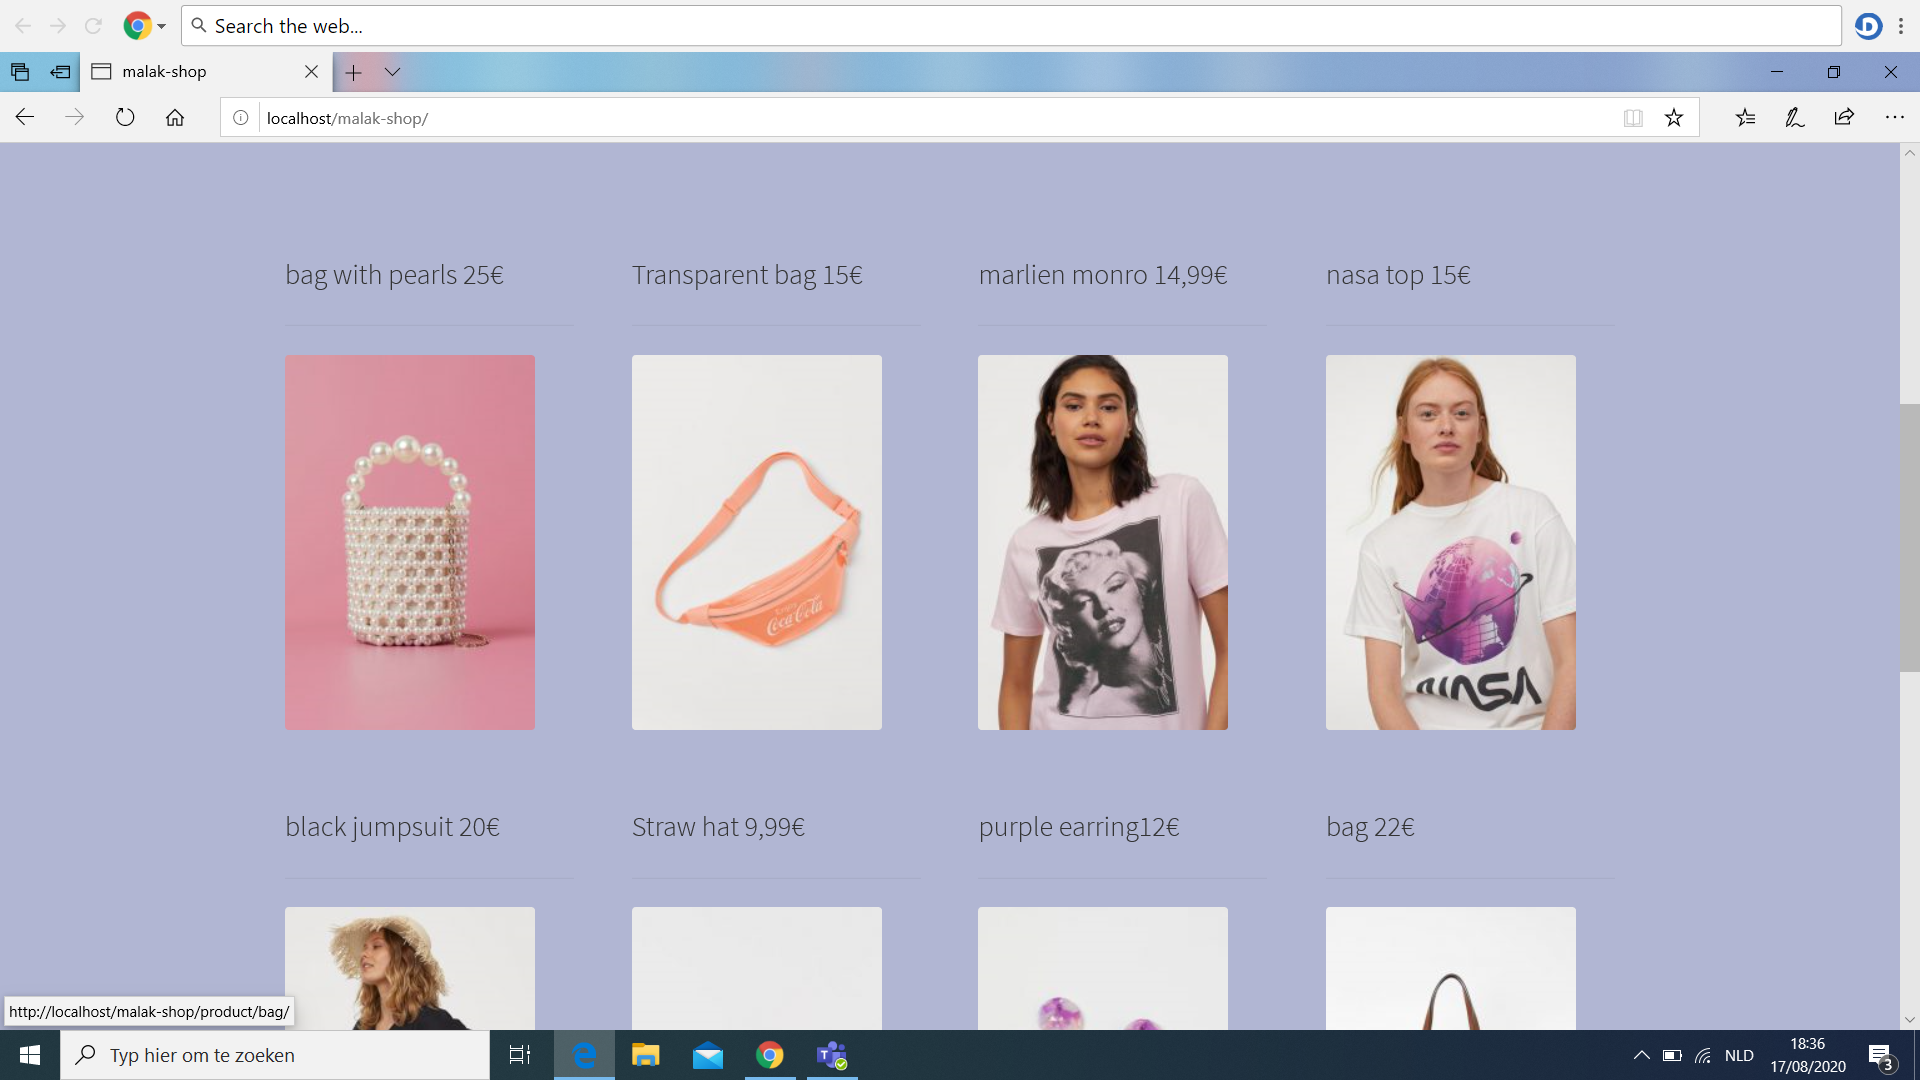 Search the web...
malak-shop
localhost/malak-shop/
bag with pearls 25€
Transparent bag 15€
marlien monro 14,99€
nasa top 15€
Coca-Cola
NASA
black jumpsuit 20€
Straw hat 9,99€
purple earring12€
bag 22€
http://localhost/malak-shop/product/bag/
Typ hier om te zoeken
NLD
18:36
17/08/2020
3